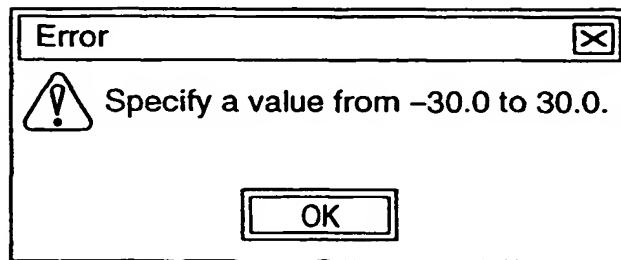 Error
Specify a value from –30.0 to 30.0.
OK